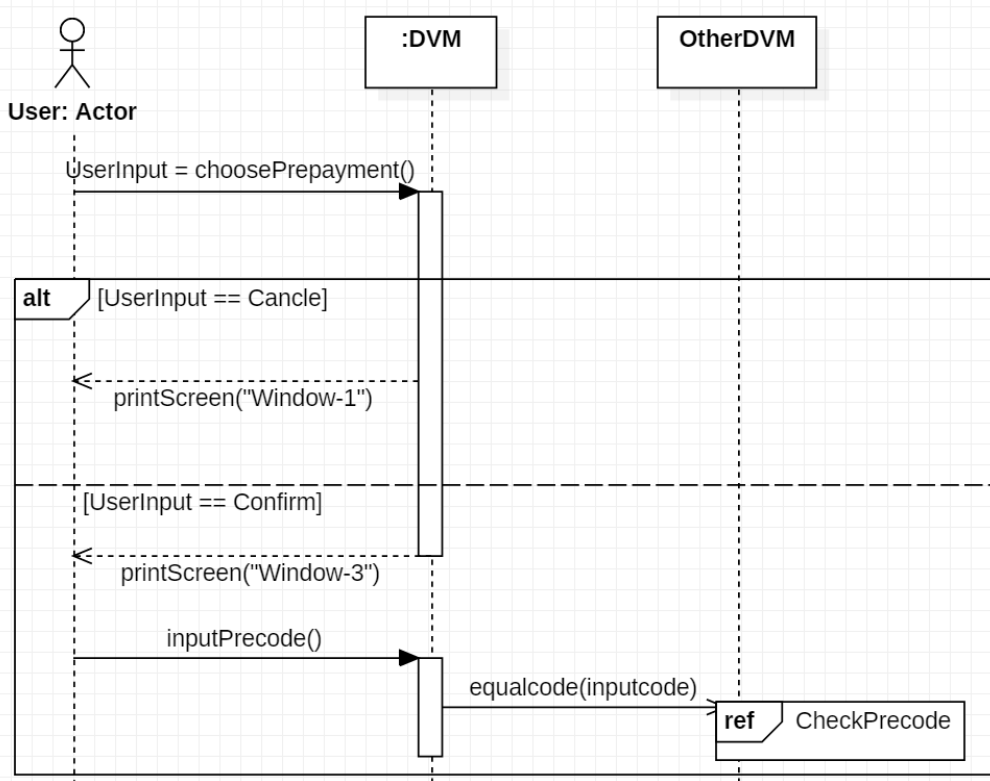 :DVM
OtherDVM
User: Actor
UserInput = choosePrepayment()
alt
[UserInput == Cancle]
printScreen("Window-1")
[UserInput == Confirm]
printScreen("Window-3")
inputPrecode()
equalcode(inputcode)
ref
CheckPrecode